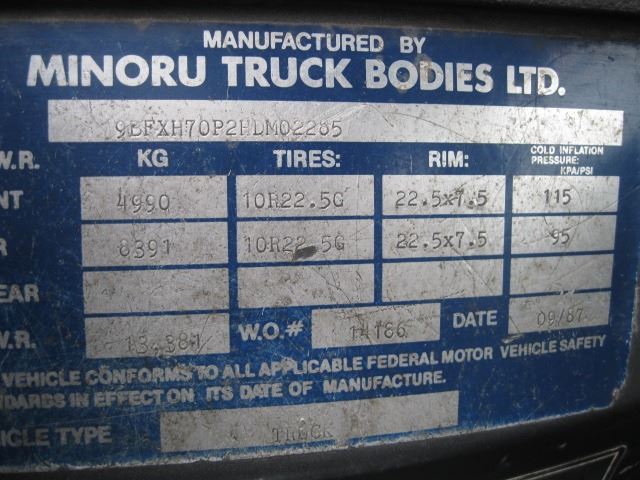 MANUFACTURED BY
MINORU TRUCK BODIES LTD.
9BFXH70P2HDM02285
W.R. KG TIRES: RIM: COLD INFLATION PRESSURE: KPA/PSI
NT 4990 10R22.5G 22.5x7.5 115
R 8391 10R22.5G 22.5x7.5 95
EAR
W.R. 13,381 W.O.# 14186 DATE 09/87
VEHICLE CONFORMS TO ALL APPLICABLE FEDERAL MOTOR VEHICLE SAFETY
NDARDS IN EFFECT ON ITS DATE OF MANUFACTURE.
ICLE TYPE TRUCK